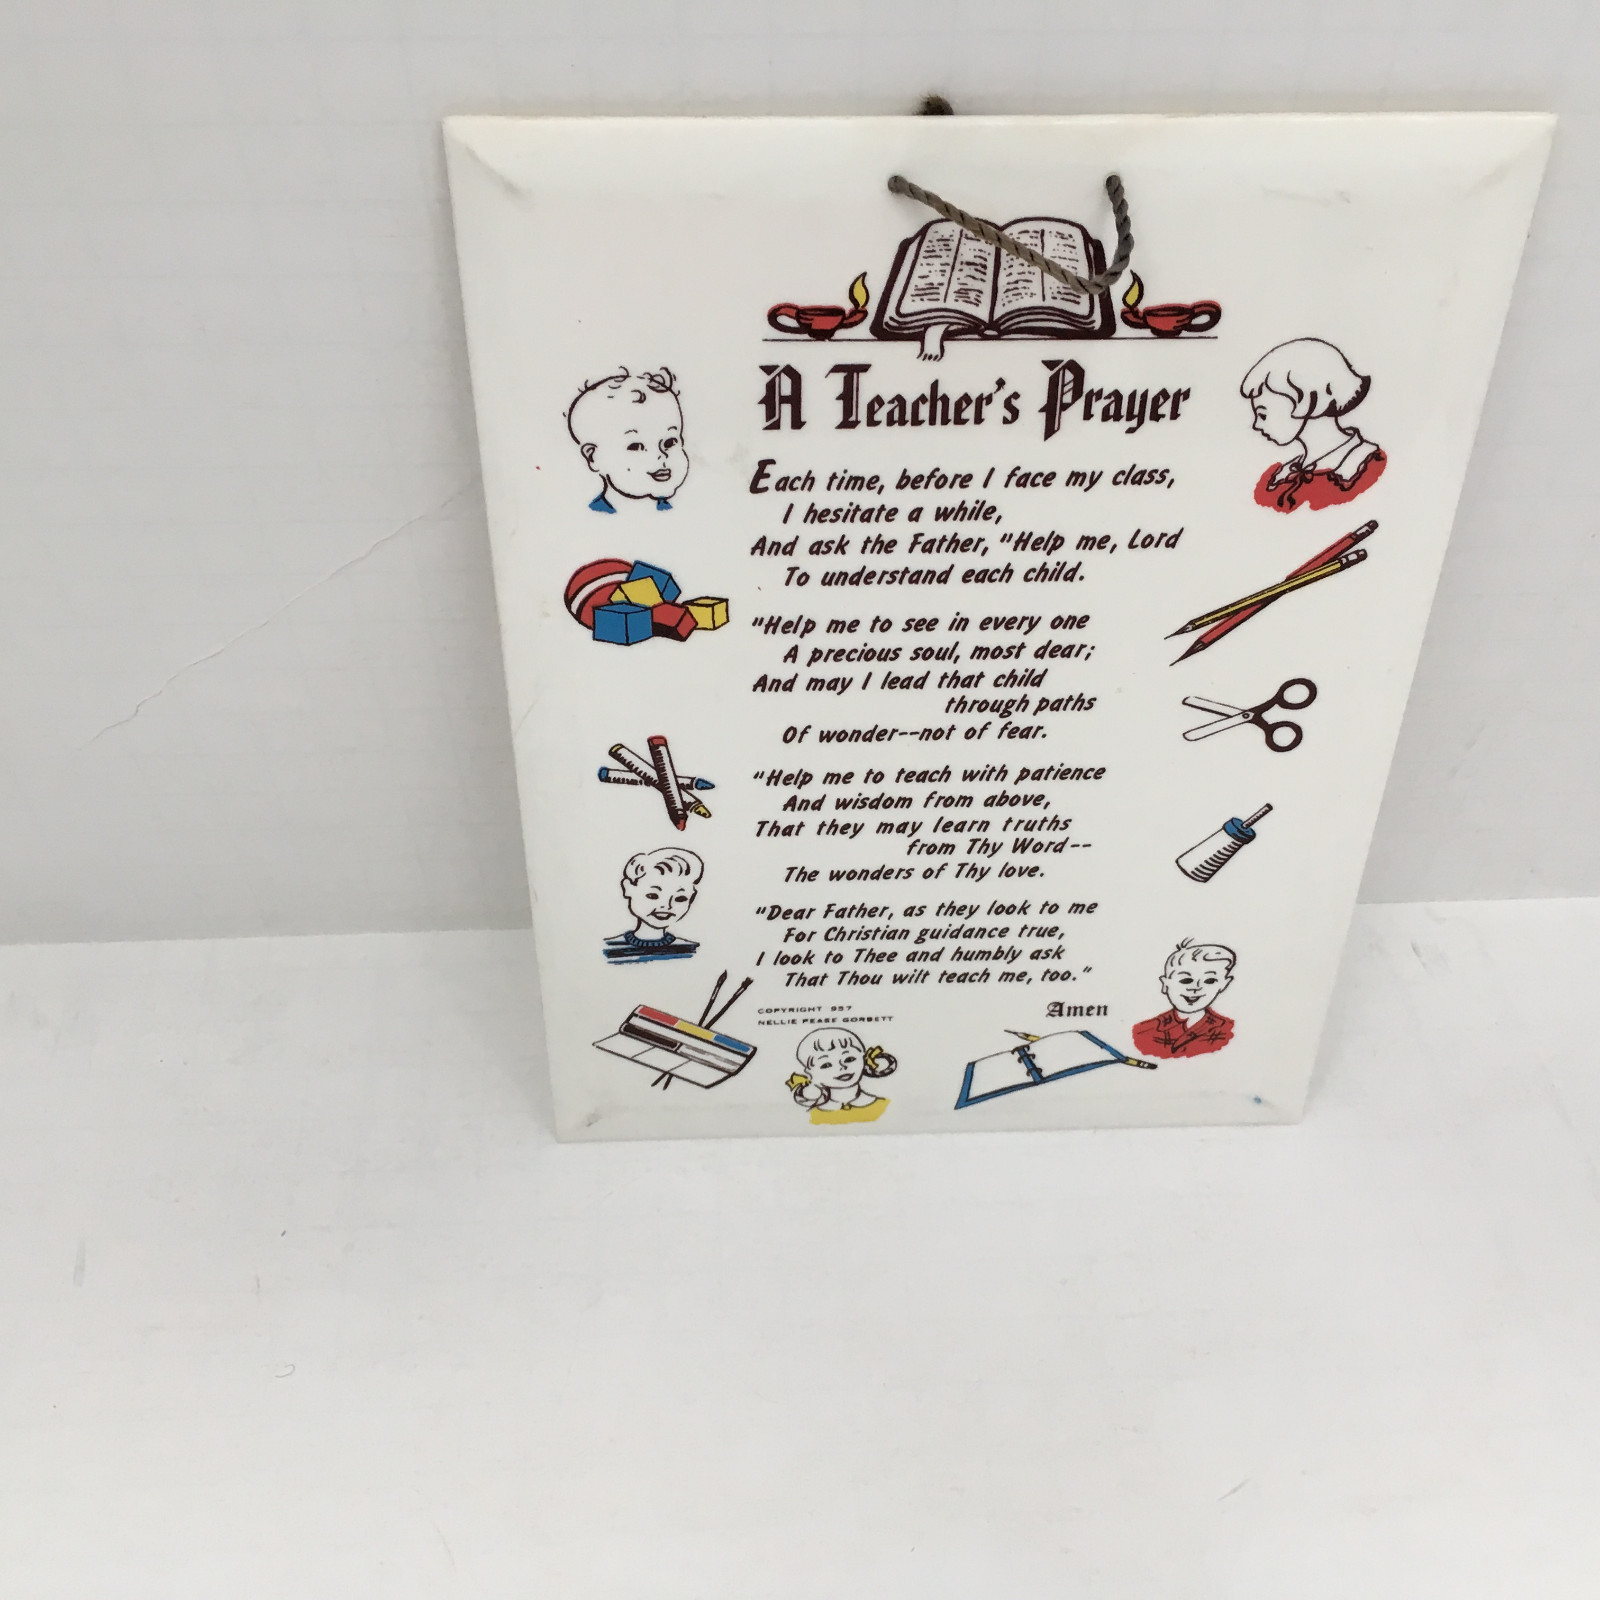 A Teacher's Prayer
Each time, before I face my class,
I hesitate a while,
And ask the Father, "Help me, Lord
To understand each child.
"Help me to see in every one
A precious soul, most dear;
And may I lead that child
through paths
Of wonder--not of fear.
"Help me to teach with patience
And wisdom from above,
That they may learn truths
from Thy Word--
The wonders of Thy love.
"Dear Father, as they look to me
For Christian guidance true,
I look to Thee and humbly ask
That Thou wilt teach me, too."
Amen
COPYRIGHT 957
NELLIE PEASE GORBETT